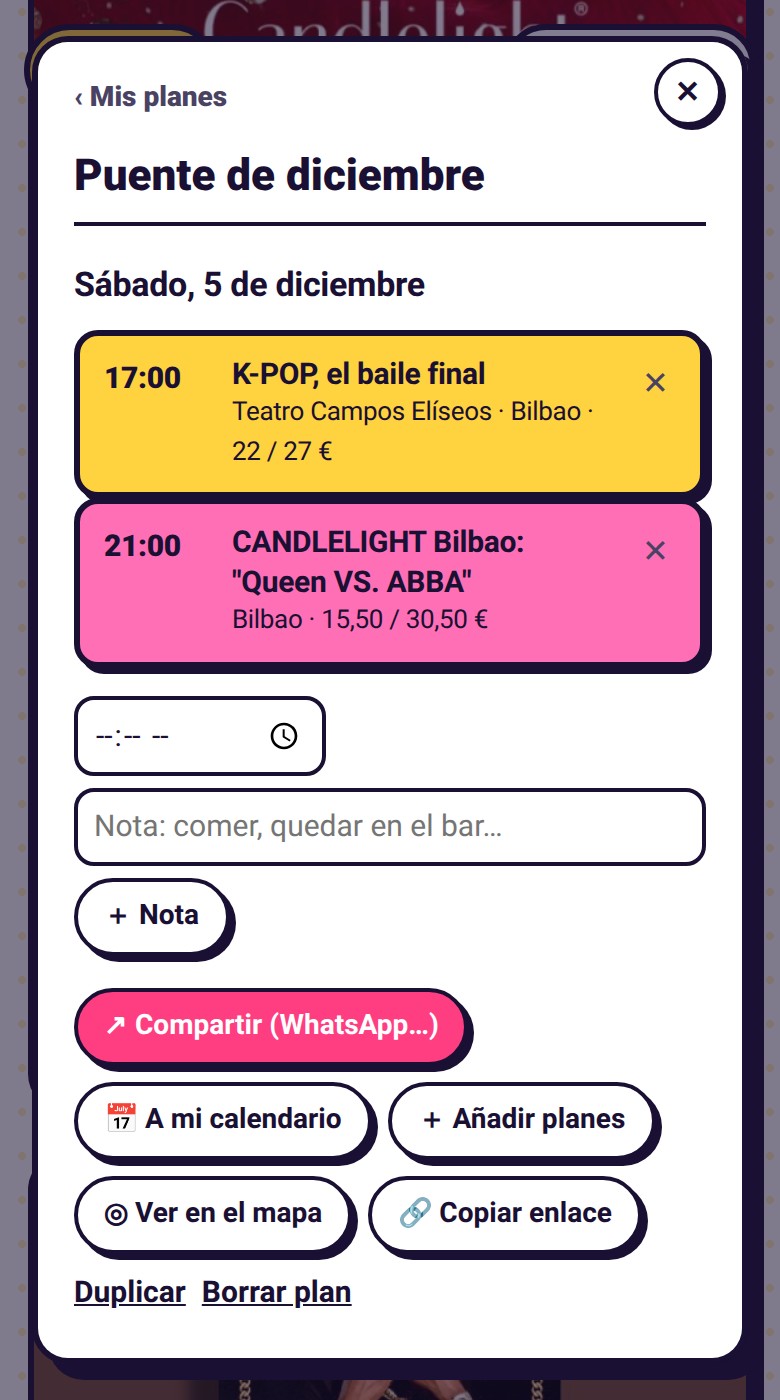 Candlelight®
‹ Mis planes
✕
Puente de diciembre
Sábado, 5 de diciembre
17:00
K-POP, el baile final
✕
Teatro Campos Elíseos · Bilbao ·
22 / 27 €
21:00
CANDLELIGHT Bilbao:
✕
"Queen VS. ABBA"
Bilbao · 15,50 / 30,50 €
--:-- --
Nota: comer, quedar en el bar…
+ Nota
↗ Compartir (WhatsApp…)
📅 A mi calendario
+ Añadir planes
◎ Ver en el mapa
🔗 Copiar enlace
Duplicar Borrar plan